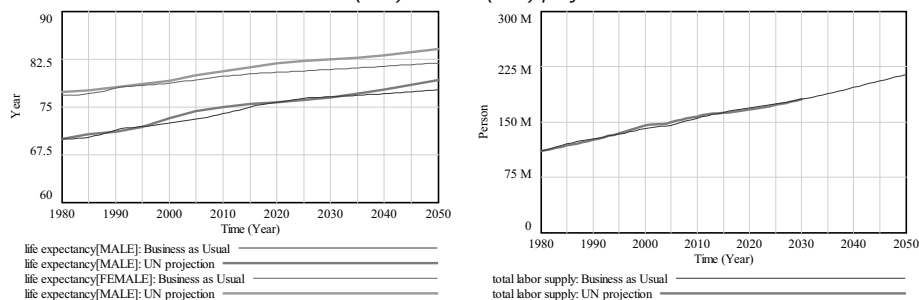 90
82.5
75
67.5
60
Year
1980 1990 2000 2010 2020 2030 2040 2050
Time (Year)
life expectancy[MALE]: Business as Usual
life expectancy[MALE]: UN projection
life expectancy[FEMALE]: Business as Usual
life expectancy[MALE]: UN projection
300 M
225 M
150 M
75 M
0
Person
1980 1990 2000 2010 2020 2030 2040 2050
Time (Year)
total labor supply: Business as Usual
total labor supply: UN projection